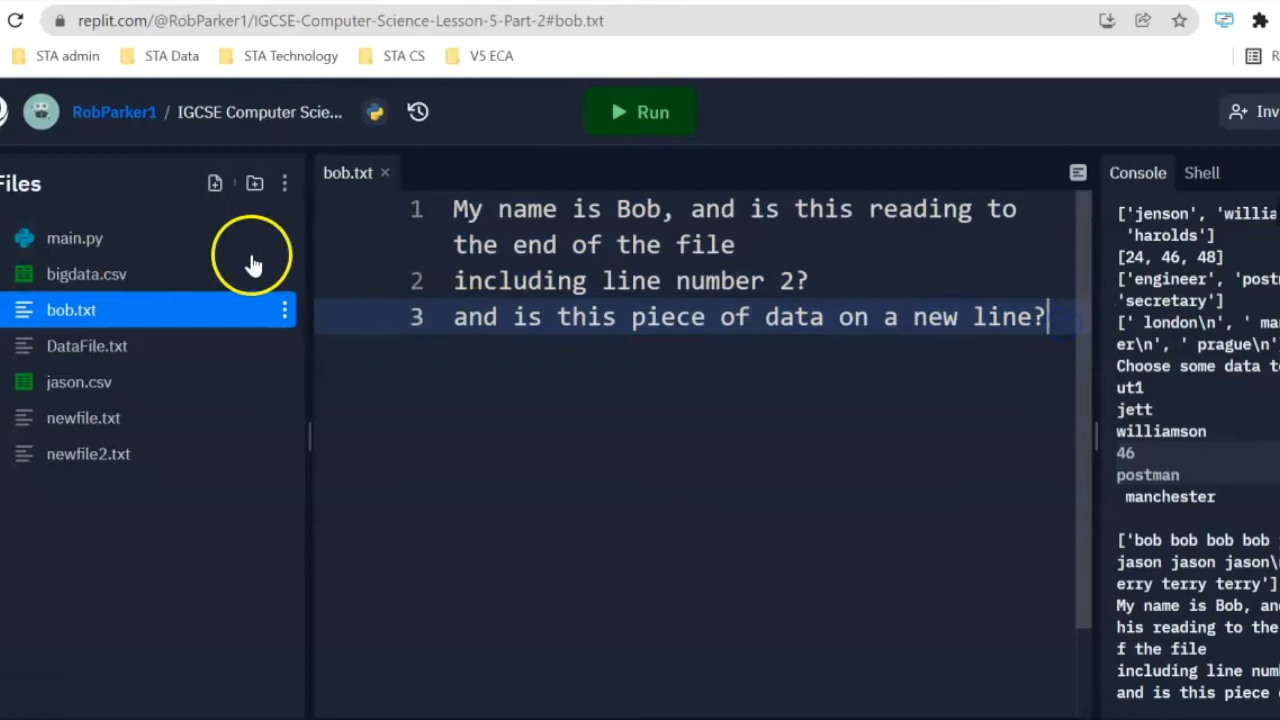 replit.com/@RobParker1/IGCSE-Computer-Science-Lesson-5-Part-2#bob.txt
STA admin STA Data STA Technology STA CS V5 ECA
RobParker1 / IGCSE Computer Scie... Run
Files
main.py
bigdata.csv
bob.txt
DataFile.txt
jason.csv
newfile.txt
newfile2.txt
bob.txt ×
1 My name is Bob, and is this reading to
the end of the file
2 including line number 2?
3 and is this piece of data on a new line?
Console Shell
['jenson', 
'harolds']
[24, 46, 48]
['engineer', 
'secretary']
[' london\n', '
er\n', ' prague\n'
Choose some data
ut1
jett
williamson
46
postman
manchester
['bob bob bob bob
jason jason jason\
erry terry terry']
My name is Bob,
his reading to the
f the file
including line
and is this piece